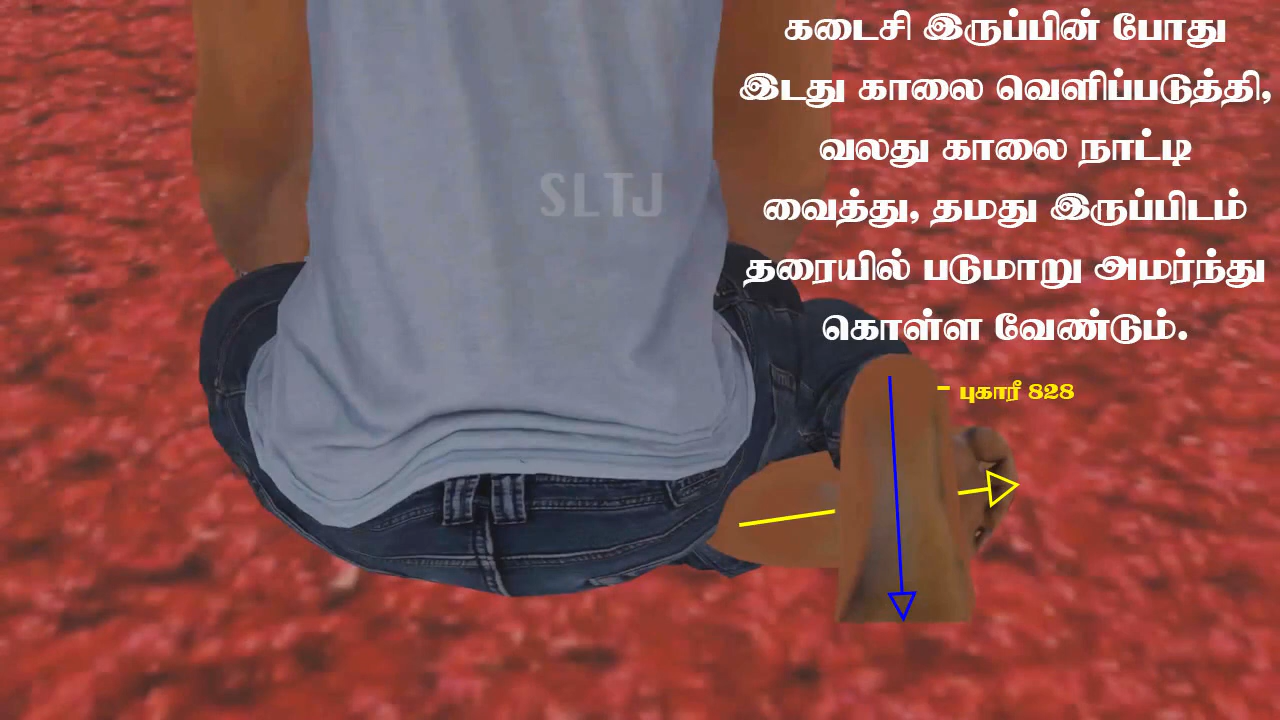 கடைசி இருப்பின் போது
இடது காலை வெளிப்படுத்தி,
வலது காலை நாட்டி
வைத்து, தமது இருப்பிடம்
தரையில் படுமாறு அமர்ந்து
கொள்ள வேண்டும்.
- புகாரீ 828
SLTJ